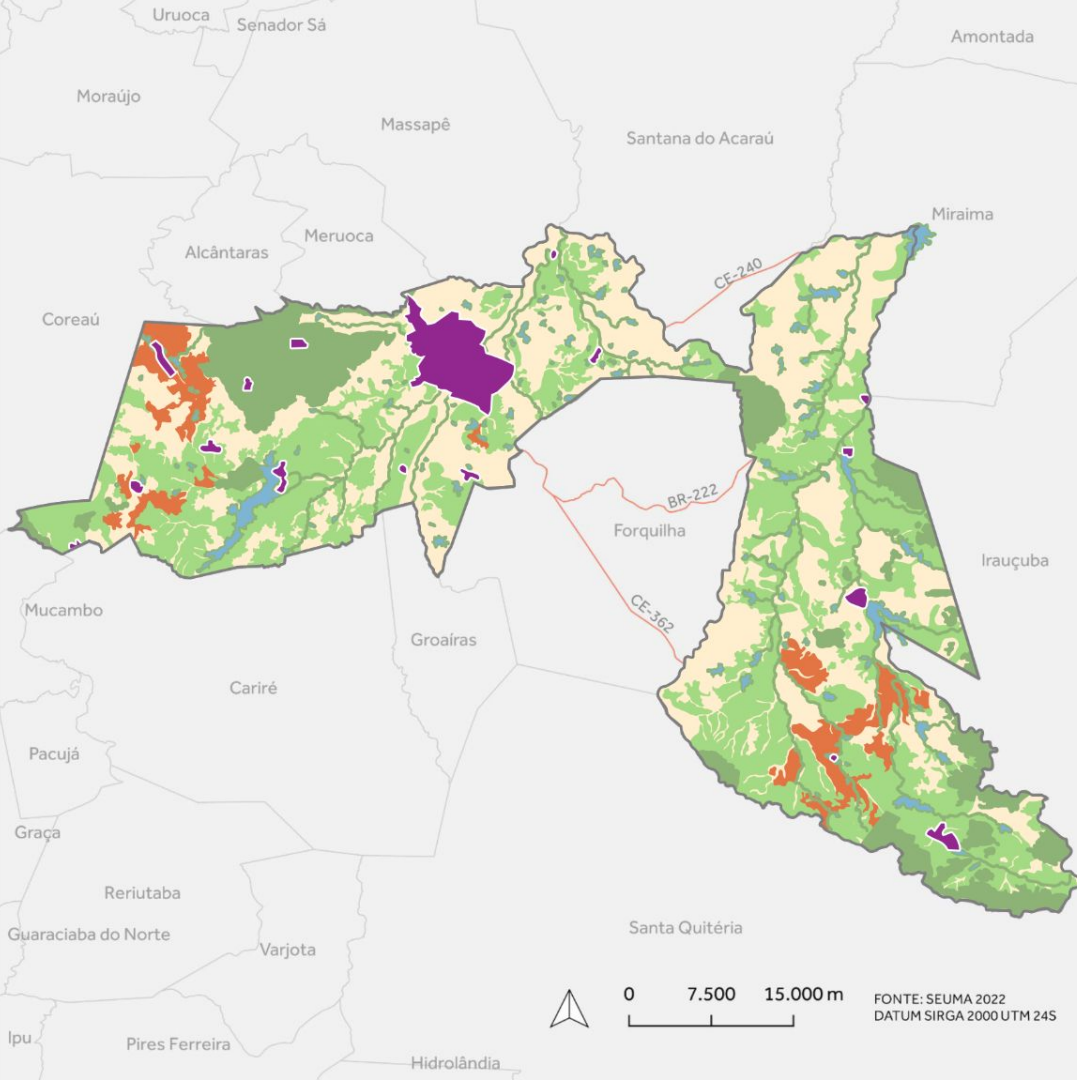 Uruoca
Senador Sá
Amontada
Moraújo
Massapê
Santana do Acaraú
Miraima
Meruoca
Alcântaras
CE-240
Coreaú
BR-222
Forquilha
Irauçuba
CE-362
Mucambo
Groaíras
Cariré
Pacujá
Graça
Reriutaba
Guaraciaba do Norte
Varjota
Santa Quitéria
0 7.500 15.000 m
FONTE: SEUMA 2022
DATUM SIRGA 2000 UTM 24S
Ipu
Pires Ferreira
Hidrolândia